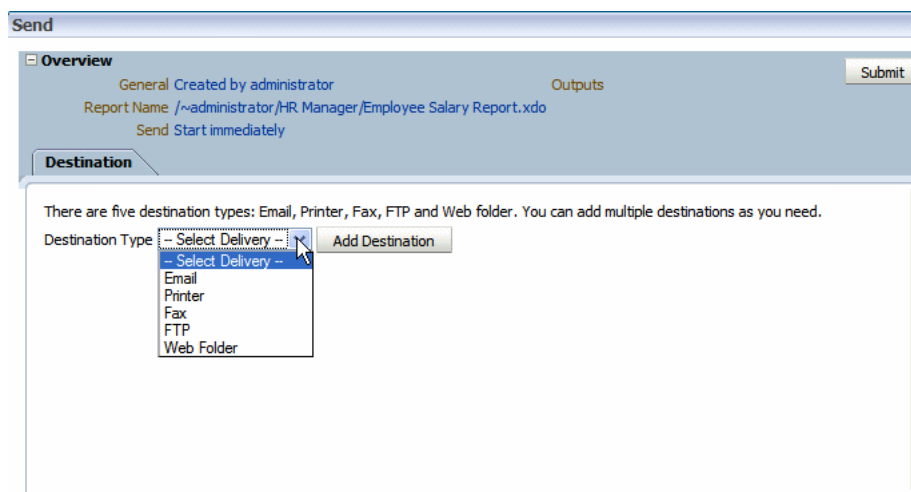 Send
Overview
Submit
General Created by administrator Outputs
Report Name /~administrator/HR Manager/Employee Salary Report.xdo
Send Start immediately
Destination
There are five destination types: Email, Printer, Fax, FTP and Web folder. You can add multiple destinations as you need.
Destination Type -- Select Delivery -- Add Destination
-- Select Delivery --
Email
Printer
Fax
FTP
Web Folder